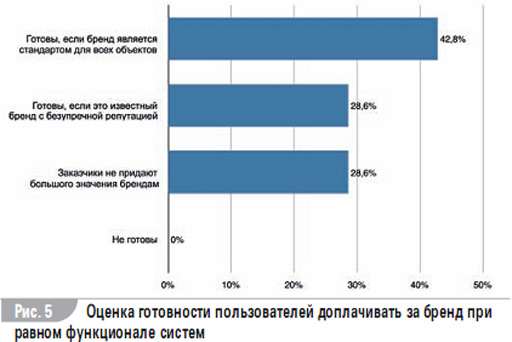 Готовы, если бренд является
стандартом для всех объектов
42,8%
Готовы, если это известный
бренд с безупречной репутацией
28,6%
Заказчики не придают
большого значения брендам
28,6%
Не готовы
0%
0%
10%
20%
30%
40%
50%
Рис. 5
Оценка готовности пользователей доплачивать за бренд при
равном функционале систем